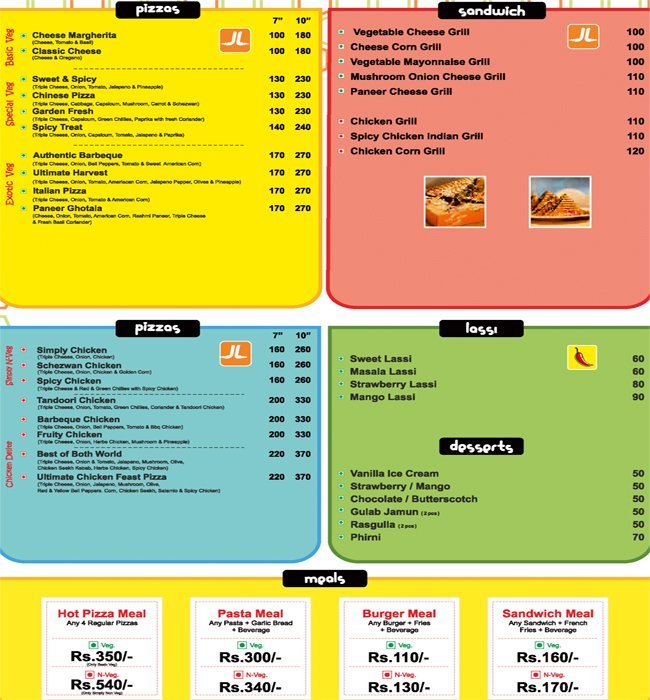 pizzas
7" 10"
Basic Veg
JL
Cheese Margherita 100 180
(Cheese, Tomato & Basil)
Classic Cheese 100 180
(Cheese & Oregano)
Special Veg
Sweet & Spicy 130 230
(Triple Cheese, Onion, Tomato, Jalapeno & Pineapple)
Chinese Pizza 130 230
(Triple Cheese, Cabbage, Capsicum, Mushroom, Carrot & Schezwan)
Garden Fresh 130 230
(Triple Cheese, Capsicum, Green Chillies, Paprika with fresh Coriander)
Spicy Treat 140 240
(Triple Cheese, Onion, Capsicum, Tomato, Jalapeno & Paprika)
Exotic Veg
Authentic Barbeque 170 270
(Triple Cheese, Onion, Bell Peppers, Tomato & Sweet American Corn)
Ultimate Harvest 170 270
(Triple Cheese, Onion, Tomato, Jalapeno Pepper, Olives & Pineapple)
Italian Pizza 170 270
(Triple Cheese, Onion, Tomato & American Corn)
Paneer Ghotala 170 270
(Cheese, Onion, Tomato, American Corn, Reshmi Paneer, Triple Cheese
& Fresh Basil Coriander)
sandwich
JL
Vegetable Cheese Grill 100
Cheese Corn Grill 100
Vegetable Mayonnaise Grill 100
Mushroom Onion Cheese Grill 110
Paneer Cheese Grill 110
Chicken Grill 110
Spicy Chicken Indian Grill 110
Chicken Corn Grill 120
pizzas
7" 10"
Simply N-Veg
JL
Simply Chicken 160 260
(Triple Cheese, Onion, Chicken)
Schezwan Chicken 160 260
(Triple Cheese, Onion, Chicken & Golden Corn)
Spicy Chicken 160 260
(Triple Cheese & Red & Green Chillies with Spicy Chicken)
Tandoori Chicken 200 330
(Triple Cheese, Onion, Tomato, Green Chillies, Coriander & Tandoori Chicken)
Barbeque Chicken 200 330
(Triple Cheese, Onion, Bell Peppers, Tomato & Bbq Chicken)
Fruity Chicken 200 330
(Triple Cheese, Onion, Herbs Chicken, Mushroom & Pineapple)
Chicken
Best of Both World 220 370
(Triple Cheese, Onion & Tomato, Jalapeno, Mushroom, Olive,
Chicken Seekh Kebab, Herbs Chicken, Spicy Chicken)
Ultimate Chicken Feast Pizza 220 370
(Triple Cheese, Onion, Jalapeno, Mushroom, Olive,
Red & Yellow Bell Peppers. Corn, Chicken Seekh, Salamis & Spicy Chicken)
lassi
Sweet Lassi 60
Masala Lassi 60
Strawberry Lassi 80
Mango Lassi 90
desserts
Vanilla Ice Cream 50
Strawberry / Mango 50
Chocolate / Butterscotch 50
Gulab Jamun (2 pcs) 50
Rasgulla (2 pcs) 50
Phirni 70
meals
Hot Pizza Meal
Any 4 Regular Pizzas
Veg.
Rs.350/-
(Only Basic Veg)
N-Veg.
Rs.540/-
(Only Simply Non Veg)
Pasta Meal
Any Pasta + Garlic Bread
+ Beverage
Veg.
Rs.300/-
N-Veg.
Rs.340/-
Burger Meal
Any Burger + Fries
+ Beverage
Veg.
Rs.110/-
N-Veg.
Rs.130/-
Sandwich Meal
Any Sandwich + French
Fries + Beverage
Veg.
Rs.160/-
N-Veg.
Rs.170/-